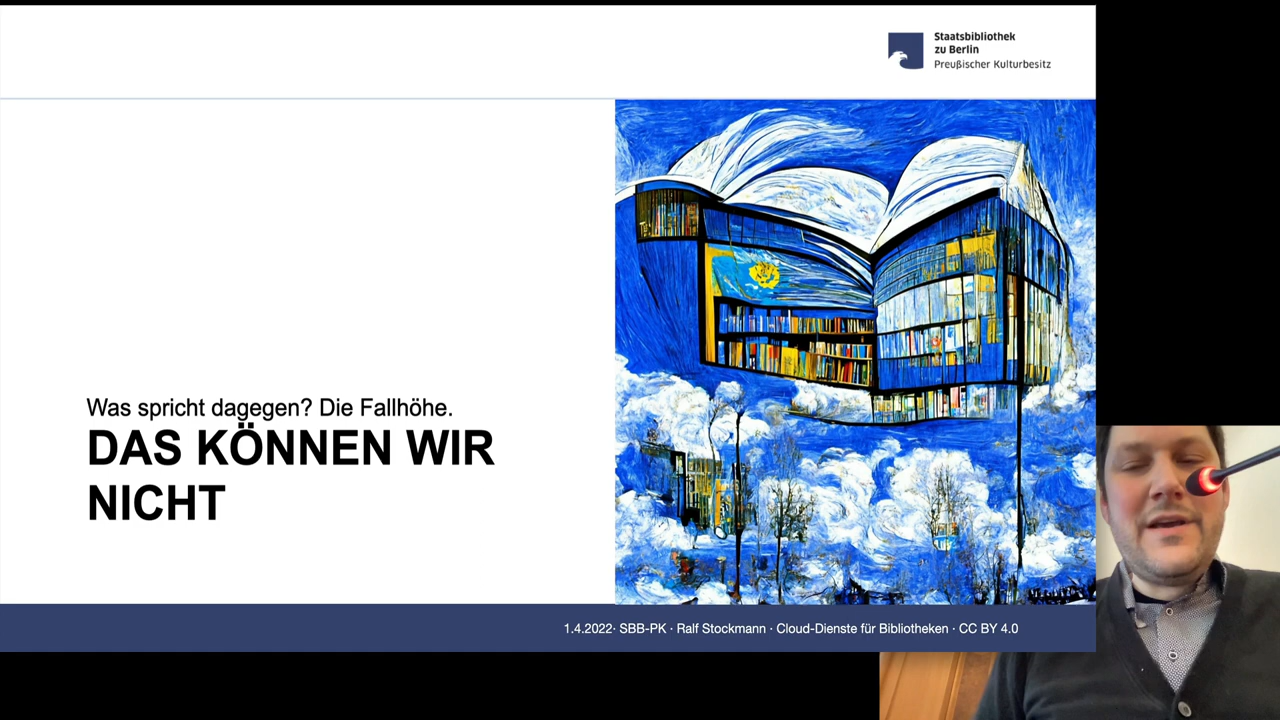 Staatsbibliothek
zu Berlin
Preußischer Kulturbesitz
Was spricht dagegen? Die Fallhöhe.
DAS KÖNNEN WIR
NICHT
1.4.2022· SBB-PK · Ralf Stockmann · Cloud-Dienste für Bibliotheken · CC BY 4.0